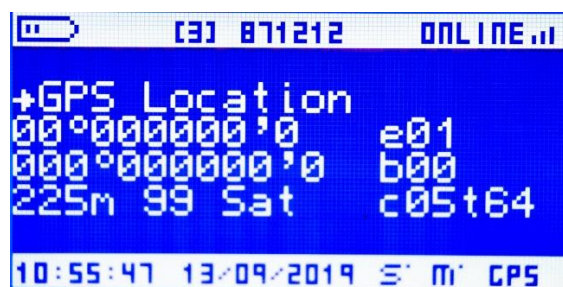 [3] 871212 ONLINE
→GPS Location
00°000000'0 e01
000°000000'0 b00
225m 99 Sat c05t64
10:55:47 13/09/2019 S M GPS